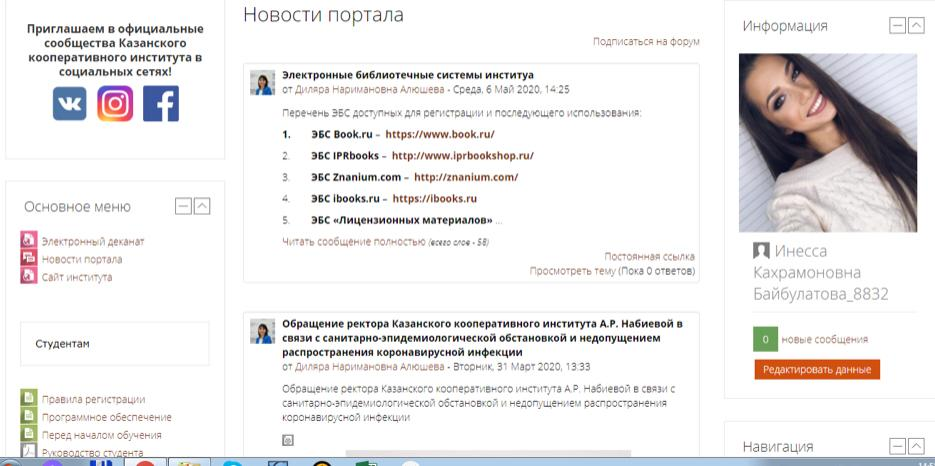 Приглашаем в официальные
сообщества Казанского
кооперативного института в
социальных сетях!
Основное меню
Электронный деканат
Новости портала
Сайт института
Студентам
Правила регистрации
Программное обеспечение
Перед началом обучения
Руководство студента
Новости портала
Подписаться на форум
Электронные библиотечные системы институа
от Диляра Наримановна Алюшева - Среда, 6 Май 2020, 14:25
Перечень ЭБС доступных для регистрации и последующего использования:
1. ЭБС Book.ru – https://www.book.ru/
2. ЭБС IPRbooks – http://www.iprbookshop.ru/
3. ЭБС Znanium.com – http://znanium.com/
4. ЭБС ibooks.ru – https://ibooks.ru
5. ЭБС «Лицензионных материалов» ...
Читать сообщение полностью (всего слов - 58)
Постоянная ссылка
Просмотреть тему (Пока 0 ответов)
Обращение ректора Казанского кооперативного института А.Р. Набиевой в
связи с санитарно-эпидемиологической обстановкой и недопущением
распространения коронавирусной инфекции
от Диляра Наримановна Алюшева - Вторник, 31 Март 2020, 13:33
Обращение ректора Казанского кооперативного института А.Р. Набиевой в связи с
санитарно-эпидемиологической обстановкой и недопущением распространения
коронавирусной инфекции
Информация
Инесса
Кахрамоновна
Байбулатова_8832
0 новые сообщения
Редактировать данные
Навигация